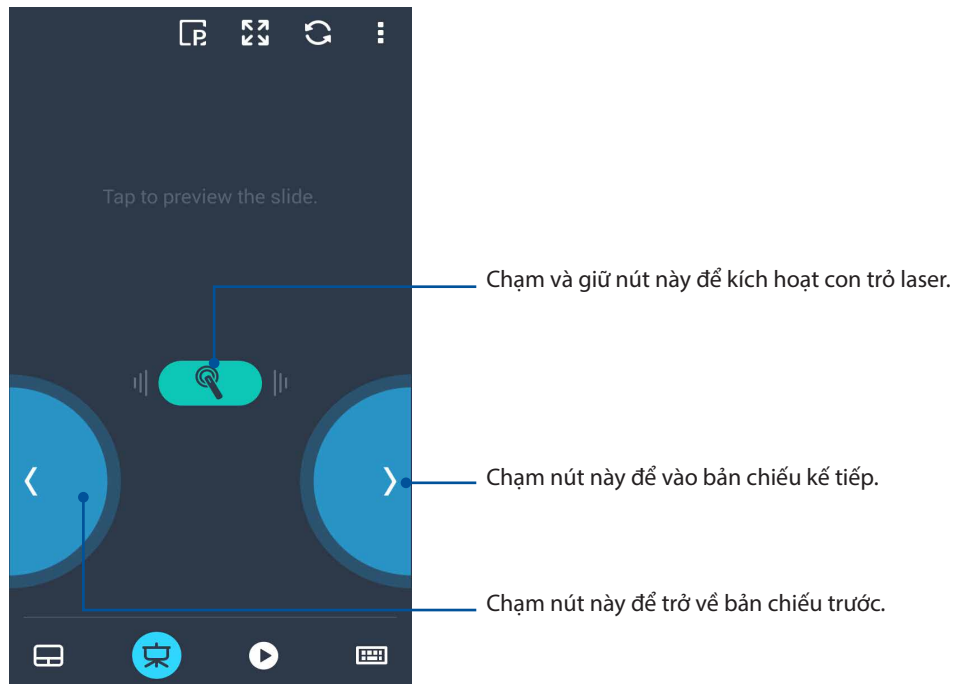 Tap to preview the slide.
Chạm và giữ nút này để kích hoạt con trỏ laser.
Chạm nút này để vào bản chiếu kế tiếp.
Chạm nút này để trở về bản chiếu trước.